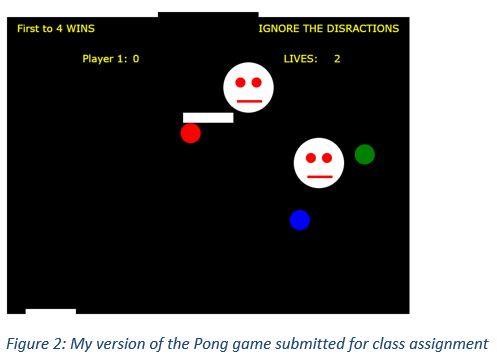 First to 4 WINS
IGNORE THE DISRACTIONS
Player 1: 0
LIVES: 2
Figure 2: My version of the Pong game submitted for class assignment